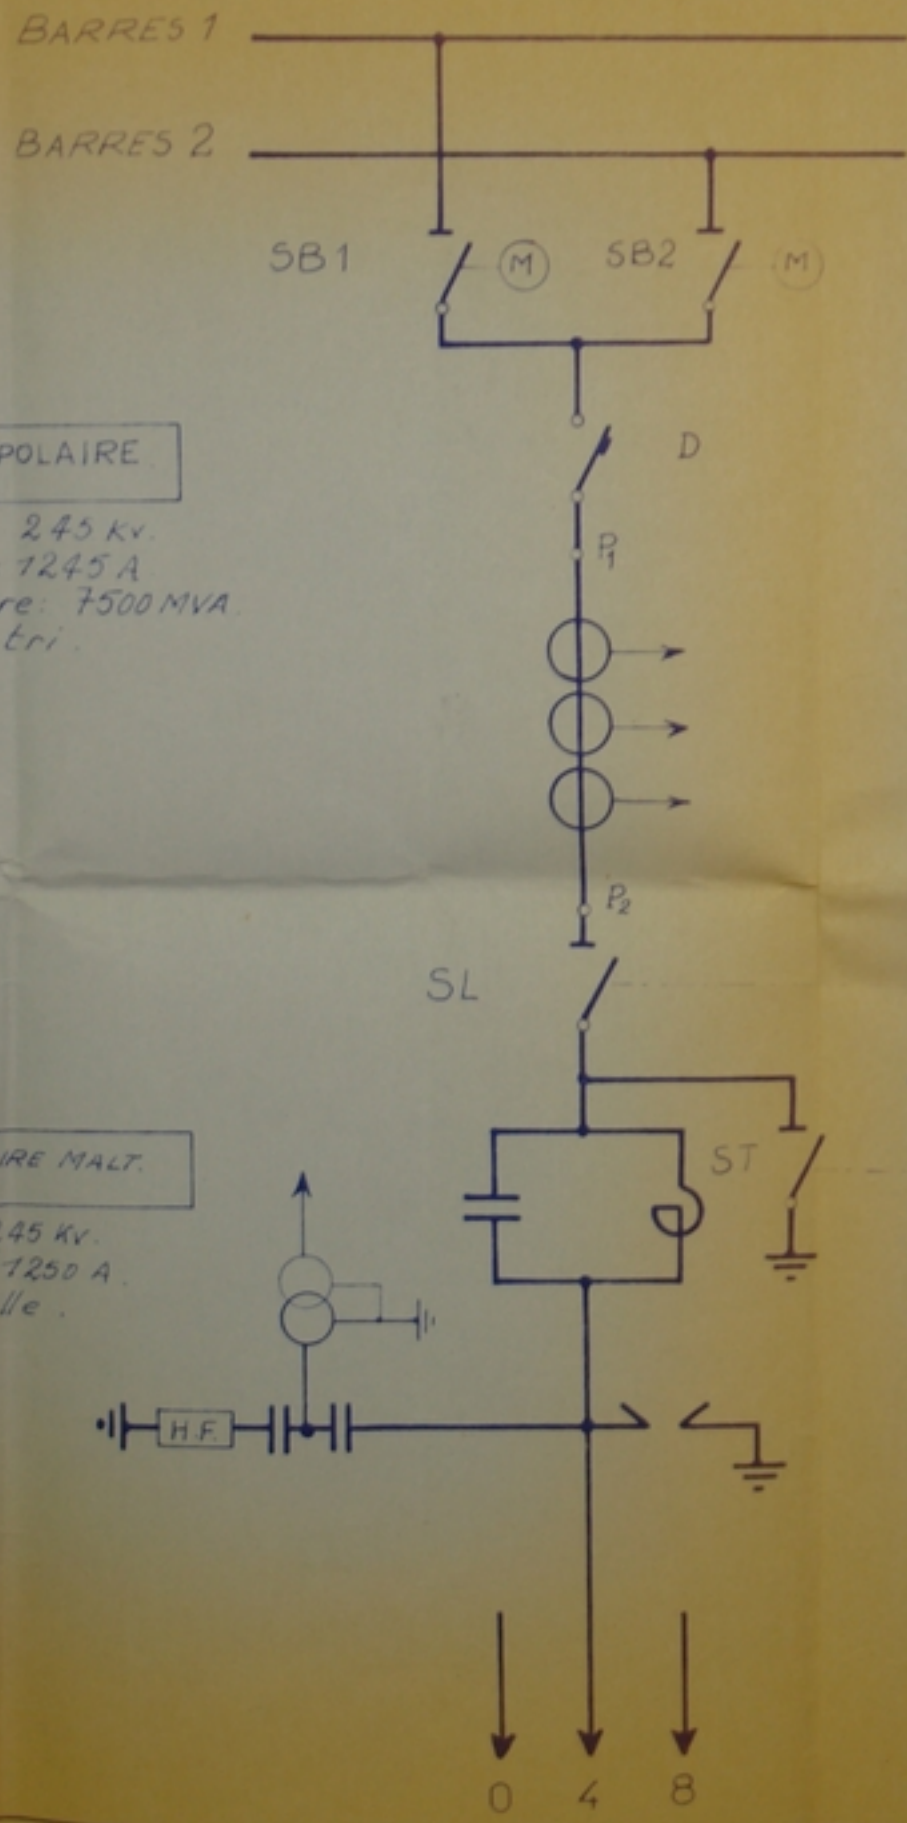 BARRES 1
BARRES 2
SB1 M SB2 M
POLAIRE
D
245 Kv.
1245 A
re: 7500 MVA.
tri.
P1
P2
SL
IRE MALT.
ST
245 Kv.
1250 A.
lle.
H.F.
0 4 8